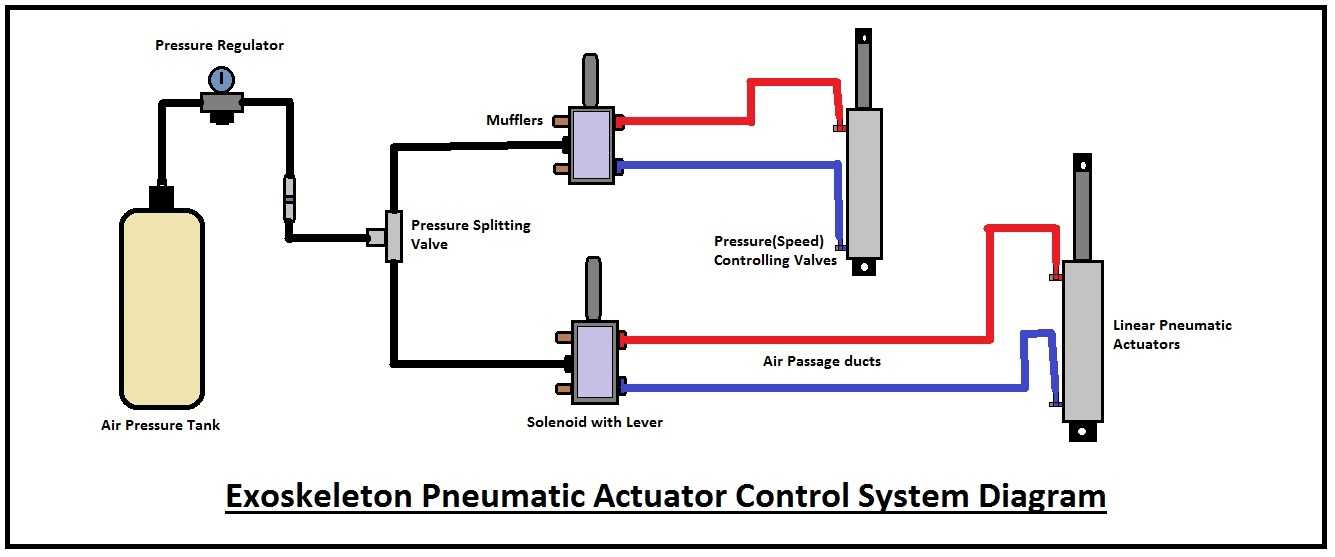 Pressure Regulator
Mufflers
Pressure Splitting
Valve
Pressure(Speed)
Controlling Valves
Linear Pneumatic
Actuators
Air Passage ducts
Air Pressure Tank
Solenoid with Lever
Exoskeleton Pneumatic Actuator Control System Diagram